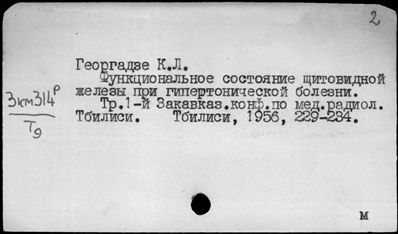 2
Георгадзе К.Л.
Функциональное состояние щитовидной
железы при гипертонической болезни.
Тр.1-й Закавказ.конф.по мед.радиол.
Тбилиси. Тбилиси, 1956, 229-234.
3км314р
Т9
м